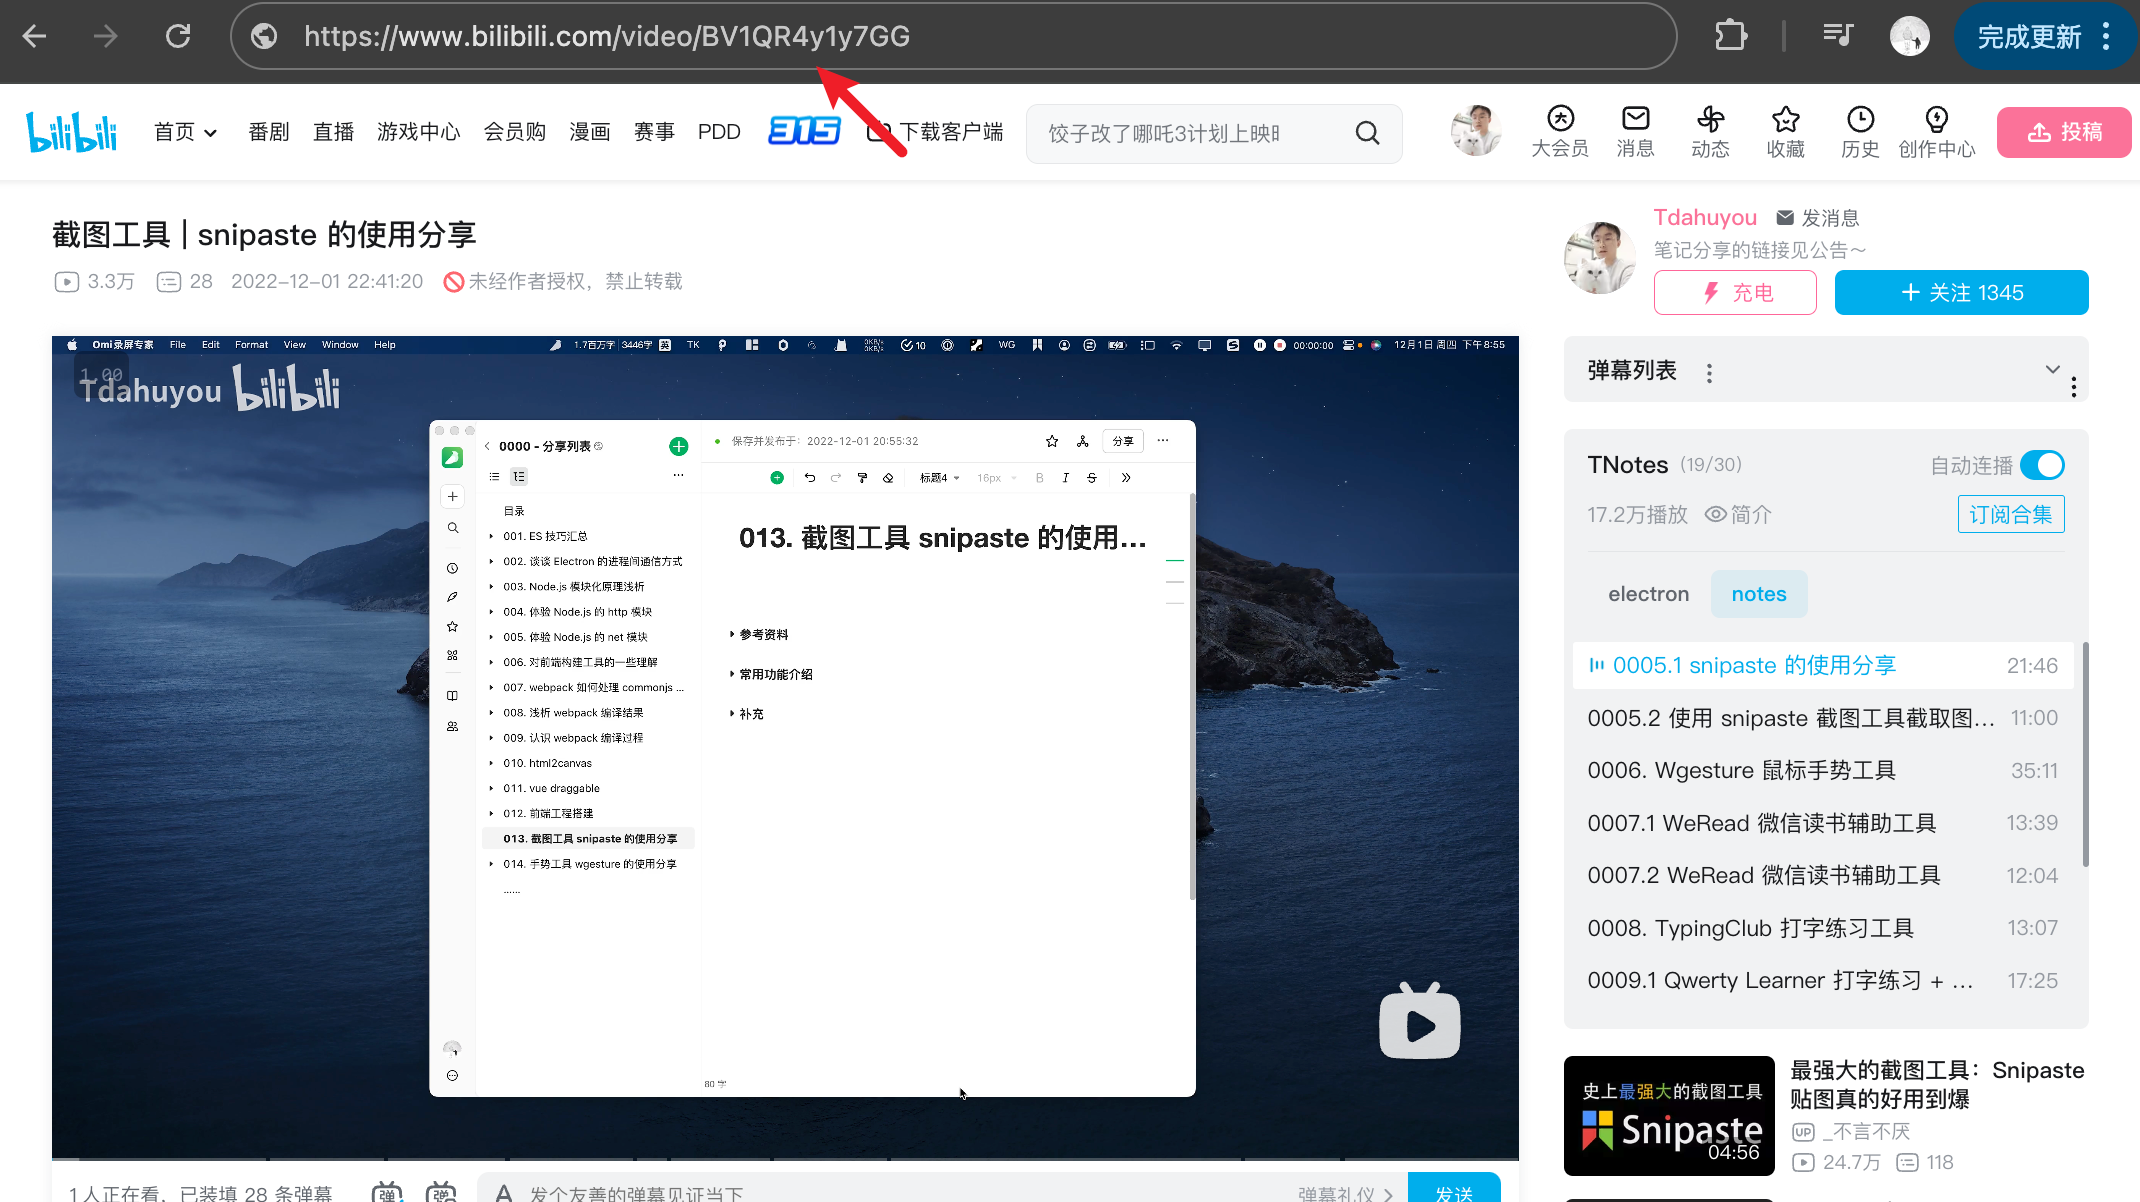 https://www.bilibili.com/video/BV1QR4y1y7GG
完成更新
bilibili
首页
番剧
直播
游戏中心
会员购
漫画
赛事
PDD
315
下载客户端
饺子改了哪吒3计划上映时
大会员
消息
动态
收藏
历史
创作中心
投稿
截图工具 | snipaste 的使用分享
3.3万
28
2022-12-01 22:41:20
未经作者授权，禁止转载
Tdahuyou
发消息
笔记分享的链接见公告～
充电
+ 关注 1345
Omi录屏专家 File Edit Format View Window Help
1.7百万字 | 3446字 英 TK
0KB/s
0KB/s
10
WG
00:00:00
12月1日 周四 下午8:55
1.00
Tdahuyou bilibili
0000 - 分享列表
保存并发布于：2022-12-01 20:55:32
分享
标题4
16px
B I S
目录
001. ES 技巧汇总
002. 谈谈 Electron 的进程间通信方式
003. Node.js 模块化原理浅析
004. 体验 Node.js 的 http 模块
005. 体验 Node.js 的 net 模块
006. 对前端构建工具的一些理解
007. webpack 如何处理 commonjs ...
008. 浅析 webpack 编译结果
009. 认识 webpack 编译过程
010. html2canvas
011. vue draggable
012. 前端工程搭建
013. 截图工具 snipaste 的使用分享
014. 手势工具 wgesture 的使用分享
......
013. 截图工具 snipaste 的使用...
参考资料
常用功能介绍
补充
80 字
弹幕列表
TNotes (19/30)
自动连播
17.2万播放
简介
订阅合集
electron
notes
0005.1 snipaste 的使用分享 21:46
0005.2 使用 snipaste 截图工具截取图... 11:00
0006. Wgesture 鼠标手势工具 35:11
0007.1 WeRead 微信读书辅助工具 13:39
0007.2 WeRead 微信读书辅助工具 12:04
0008. TypingClub 打字练习工具 13:07
0009.1 Qwerty Learner 打字练习 + ... 17:25
史上最强大的截图工具
Snipaste
04:56
最强大的截图工具：Snipaste
贴图真的好用到爆
UP _不言不厌
24.7万
118
1人正在看，已装填 28 条弹幕
弹
弹
A
发个友善的弹幕见证当下
弹幕礼仪
发送